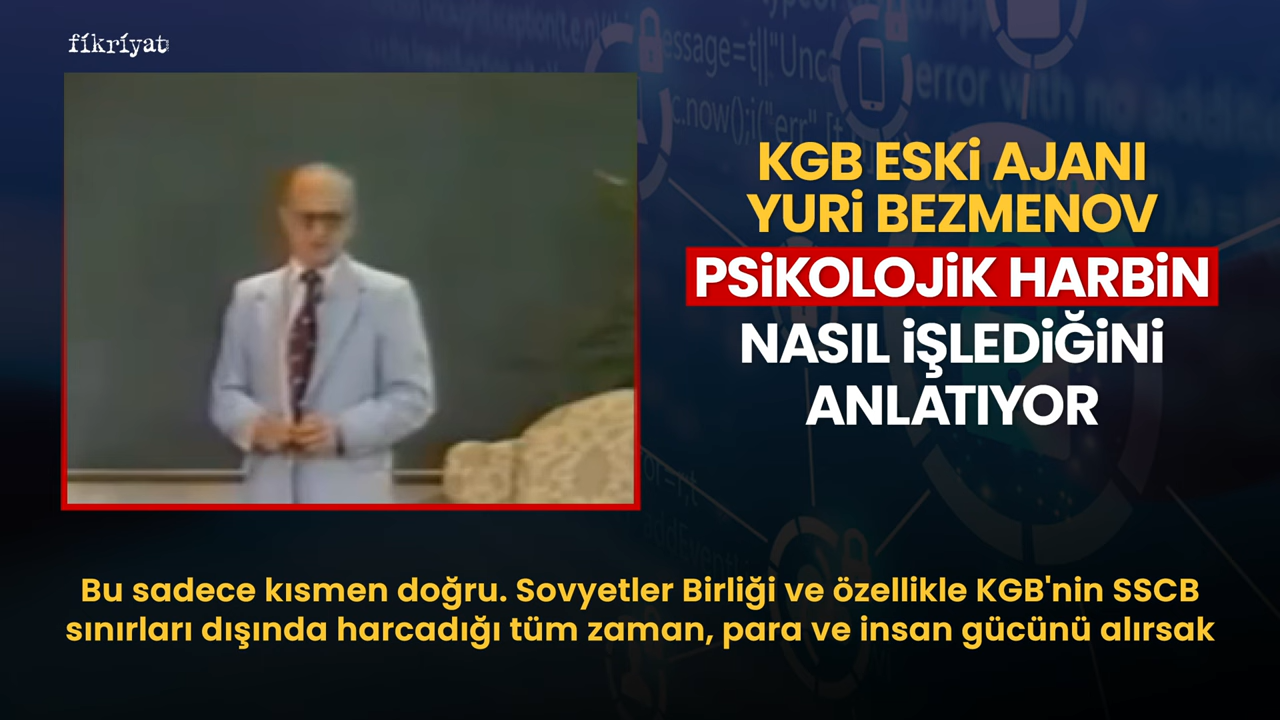 fikriyat
KGB ESKİ AJANI
YURİ BEZMENOV
PSİKOLOJİK HARBİN
NASIL İŞLEDİĞİNİ
ANLATIYOR
Bu sadece kısmen doğru. Sovyetler Birliği ve özellikle KGB'nin SSCB
sınırları dışında harcadığı tüm zaman, para ve insan gücünü alırsak